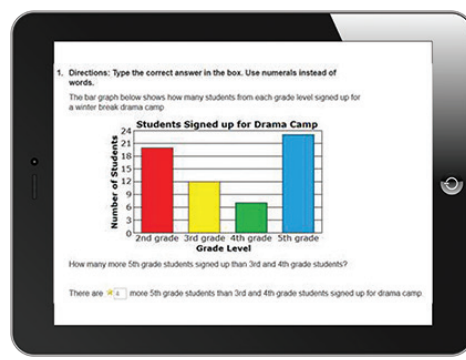 1. Directions: Type the correct answer in the box. Use numerals instead of
words.
The bar graph below shows how many students from each grade level signed up for
a winter break drama camp
Students Signed up for Drama Camp
Number of Students
24
21
18
15
12
9
6
3
0
2nd grade 3rd grade 4th grade 5th grade
Grade Level
How many more 5th grade students signed up than 3rd and 4th grade students?
There are 4 more 5th grade students than 3rd and 4th grade students signed up for drama camp.